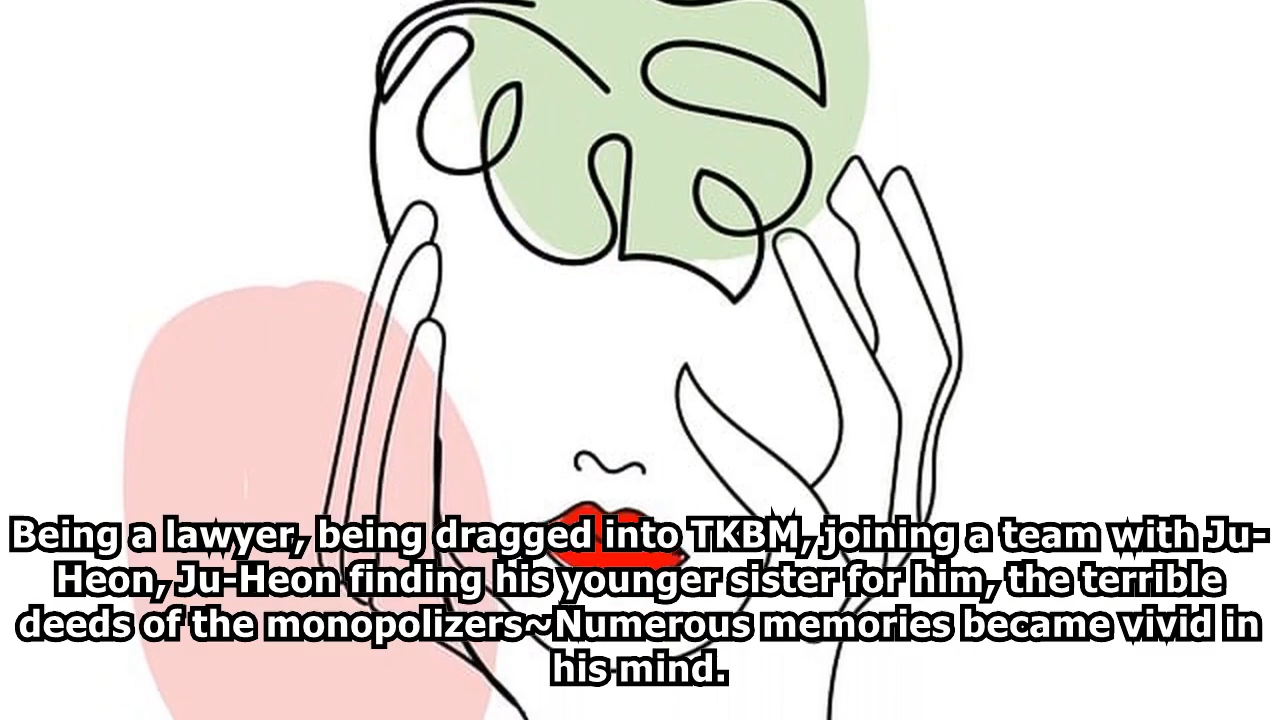 Being a lawyer, being dragged into TKBM, joining a team with Ju-
Heon, Ju-Heon finding his younger sister for him, the terrible
deeds of the monopolizers~Numerous memories became vivid in
his mind.